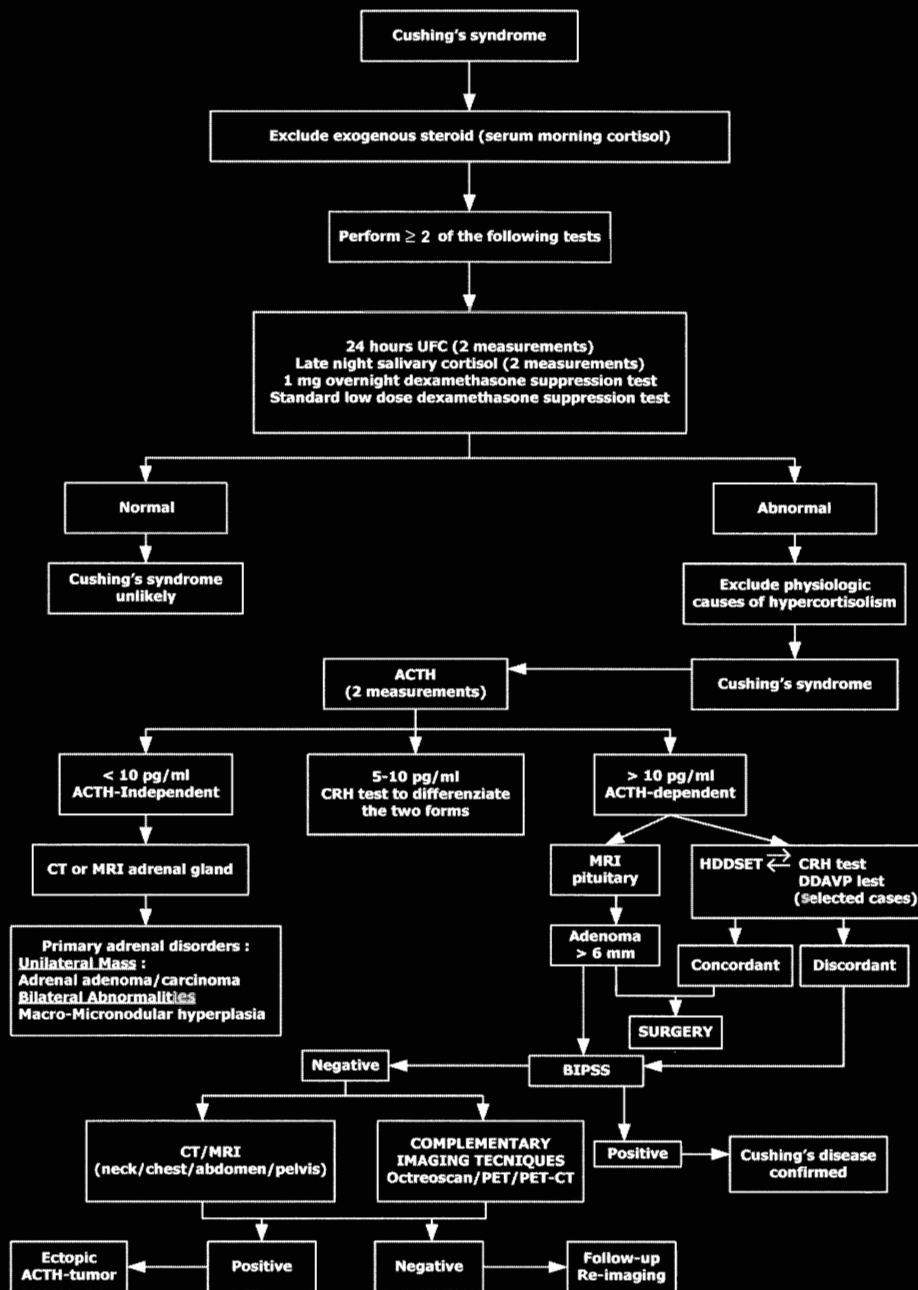 Cushing's syndrome
Exclude exogenous steroid (serum morning cortisol)
Perform ≥ 2 of the following tests
24 hours UFC (2 measurements)
Late night salivary cortisol (2 measurements)
1 mg overnight dexamethasone suppression test
Standard low dose dexamethasone suppression test
Normal
Abnormal
Cushing's syndrome
unlikely
Exclude physiologic
causes of hypercortisolism
Cushing's syndrome
ACTH
(2 measurements)
< 10 pg/ml
ACTH-Independent
5-10 pg/ml
CRH test to differenziate
the two forms
> 10 pg/ml
ACTH-dependent
CT or MRI adrenal gland
MRI
pituitary
HDDSET ⇄ CRH test
DDAVP lest
(selected cases)
Primary adrenal disorders :
Unilateral Mass :
Adrenal adenoma/carcinoma
Bilateral Abnormalities
Macro-Micronodular hyperplasia
Adenoma
> 6 mm
Concordant
Discordant
SURGERY
Negative
BIPSS
CT/MRI
(neck/chest/abdomen/pelvis)
COMPLEMENTARY
IMAGING TECNIQUES
Octreoscan/PET/PET-CT
Positive
Cushing's disease
confirmed
Ectopic
ACTH-tumor
Positive
Negative
Follow-up
Re-imaging